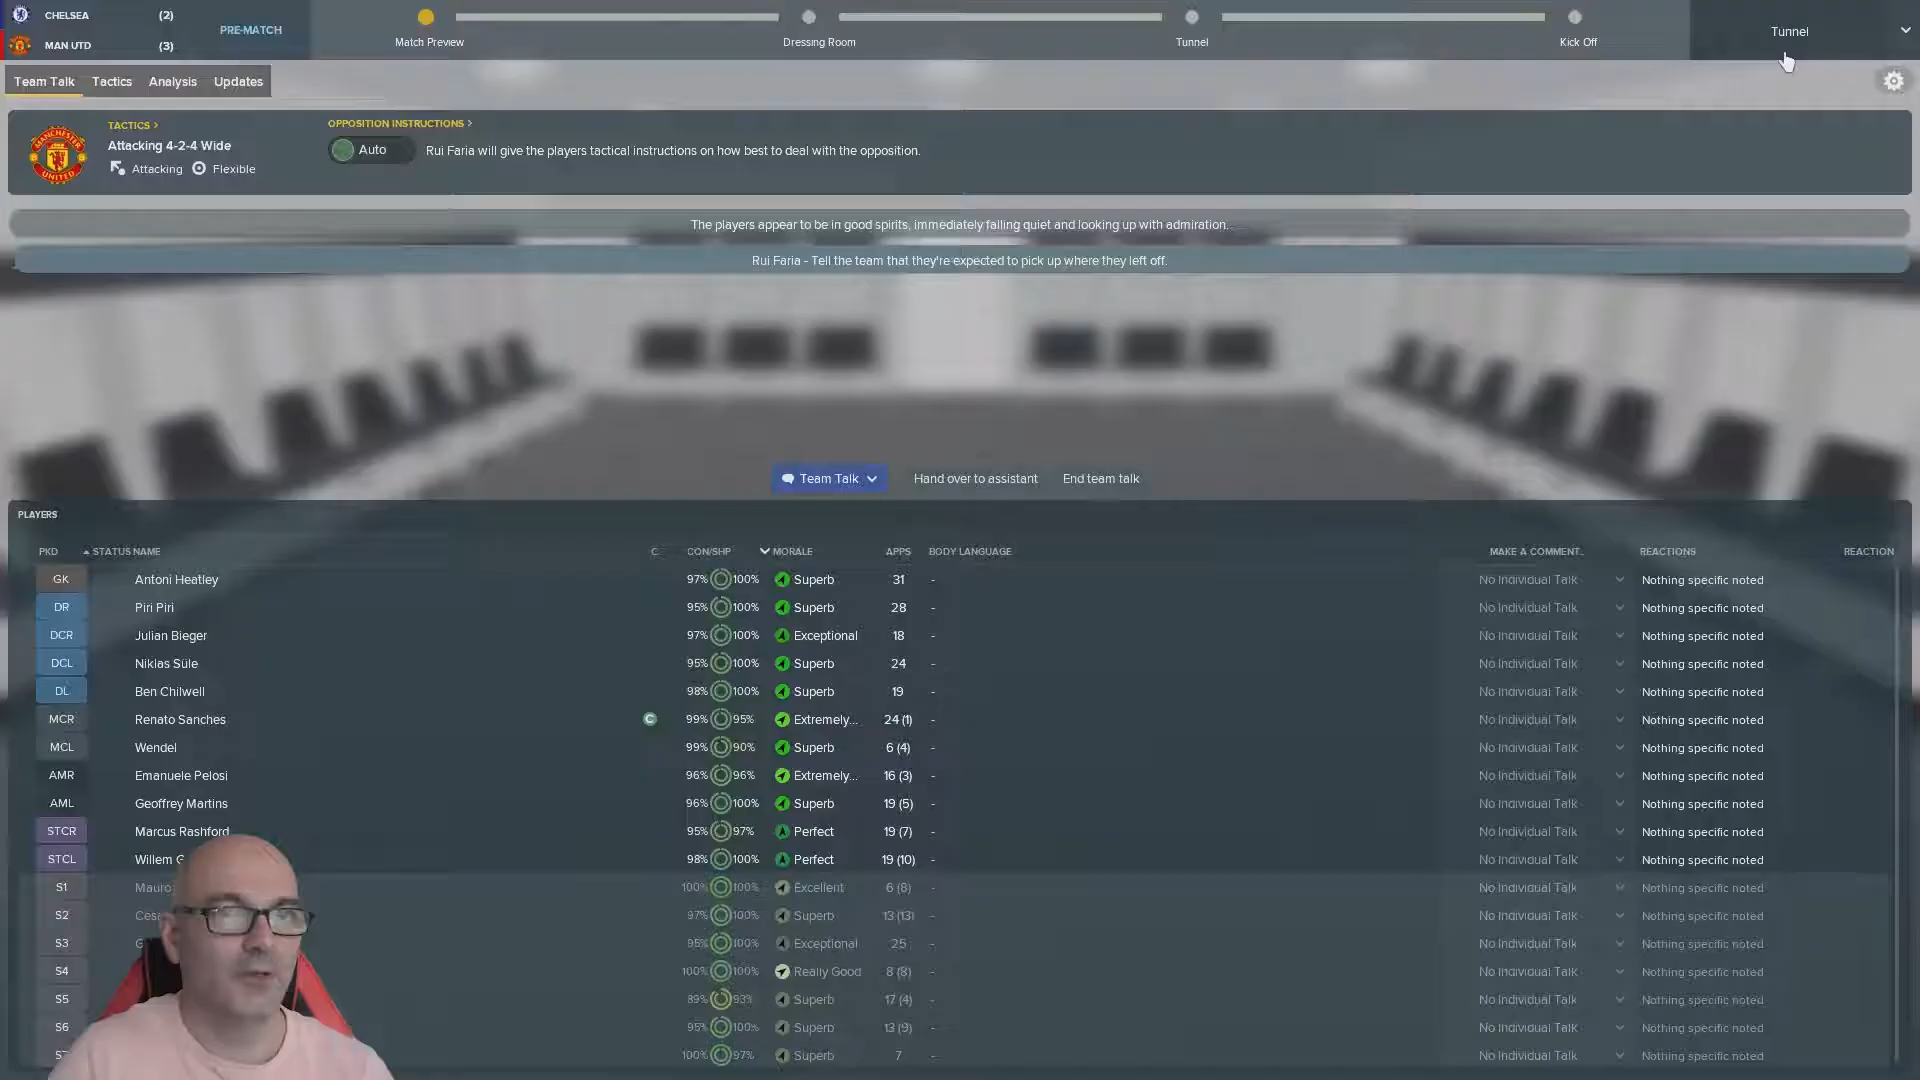 CHELSEA (2)
MAN UTD (3)
PRE-MATCH
Match Preview
Dressing Room
Tunnel
Kick Off
Tunnel
Team Talk Tactics Analysis Updates
MANCHESTER UNITED
TACTICS >
Attacking 4-2-4 Wide
Attacking Flexible
OPPOSITION INSTRUCTIONS >
Auto Rui Faria will give the players tactical instructions on how best to deal with the opposition.
The players appear to be in good spirits, immediately falling quiet and looking up with admiration.
Rui Faria - Tell the team that they're expected to pick up where they left off.
Team Talk Hand over to assistant End team talk
PLAYERS
PKD STATUS NAME C. CON/SHP MORALE APPS BODY LANGUAGE MAKE A COMMENT.. REACTIONS REACTION
GK Antoni Heatley 97% 100% Superb 31 - No Individual Talk Nothing specific noted
DR Piri Piri 95% 100% Superb 28 - No Individual Talk Nothing specific noted
DCR Julian Bieger 97% 100% Exceptional 18 - No Individual Talk Nothing specific noted
DCL Niklas Süle 95% 100% Superb 24 - No Individual Talk Nothing specific noted
DL Ben Chilwell 98% 100% Superb 19 - No Individual Talk Nothing specific noted
MCR Renato Sanches C 99% 95% Extremely... 24 (1) - No Individual Talk Nothing specific noted
MCL Wendel 99% 90% Superb 6 (4) - No Individual Talk Nothing specific noted
AMR Emanuele Pelosi 96% 96% Extremely... 16 (3) - No Individual Talk Nothing specific noted
AML Geoffrey Martins 96% 100% Superb 19 (5) - No Individual Talk Nothing specific noted
STCR Marcus Rashford 95% 97% Perfect 19 (7) - No Individual Talk Nothing specific noted
STCL Willem 98% 100% Perfect 19 (10) - No Individual Talk Nothing specific noted
S1 Mauro 100% 100% Excellent 6 (8) - No Individual Talk Nothing specific noted
S2 97% 100% Superb 13 (13) - No Individual Talk Nothing specific noted
S3 95% 100% Exceptional 25 - No Individual Talk Nothing specific noted
S4 100% 100% Really Good 8 (8) - No Individual Talk Nothing specific noted
S5 89% 93% Superb 17 (4) - No Individual Talk Nothing specific noted
S6 95% 100% Superb 13 (9) - No Individual Talk Nothing specific noted
100% 97% Superb 7 - No Individual Talk Nothing specific noted